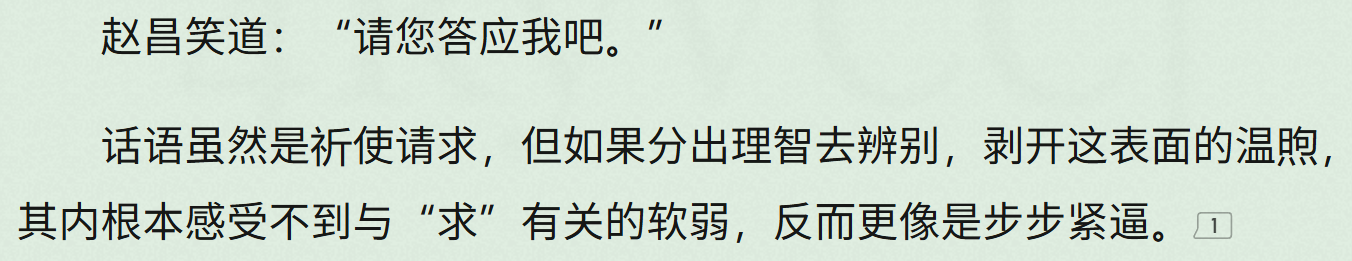 赵昌笑道：“请您答应我吧。”
话语虽然是祈使请求，但如果分出理智去辨别，剥开这表面的温煦，
其内根本感受不到与“求”有关的软弱，反而更像是步步紧逼。1